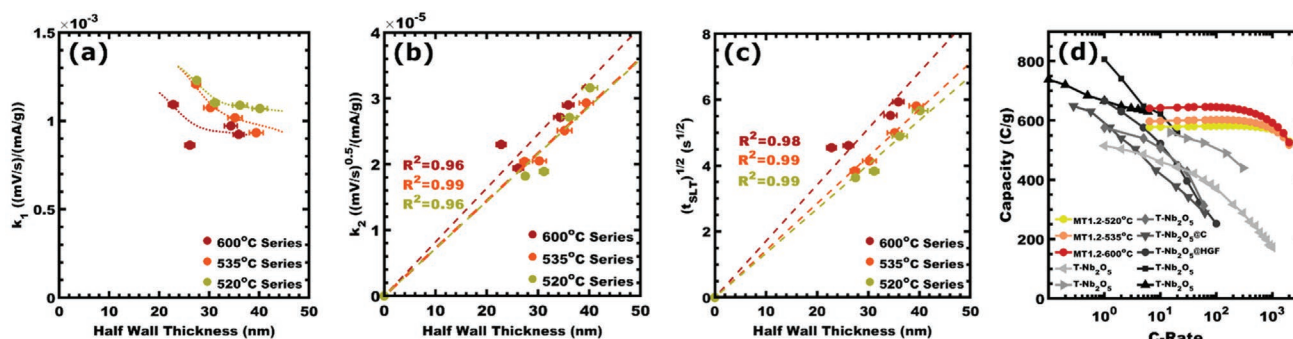 ×10⁻³
(a)
k₁ ((mV/s)/(mA/g))
1.5
1
0.5
0
0 10 20 30 40 50
Half Wall Thickness (nm)
600°C Series
535°C Series
520°C Series
×10⁻⁵
(b)
k₂ ((mV/s)^0.5/(mA/g))
4
3
2
1
0
R²=0.96
R²=0.99
R²=0.96
600°C Series
535°C Series
520°C Series
0 10 20 30 40 50
Half Wall Thickness (nm)
(c)
(t_SLT)^1/2 (s^1/2)
8
6
4
2
0
R²=0.98
R²=0.99
R²=0.99
600°C Series
535°C Series
520°C Series
0 10 20 30 40 50
Half Wall Thickness (nm)
(d)
Capacity (C/g)
800
600
400
200
0
MT1.2-520°C
MT1.2-535°C
MT1.2-600°C
T-Nb₂O₅
T-Nb₂O₅
T-Nb₂O₅
T-Nb₂O₅@C
T-Nb₂O₅@HGF
T-Nb₂O₅
T-Nb₂O₅
10⁰ 10¹ 10² 10³
C-Rate